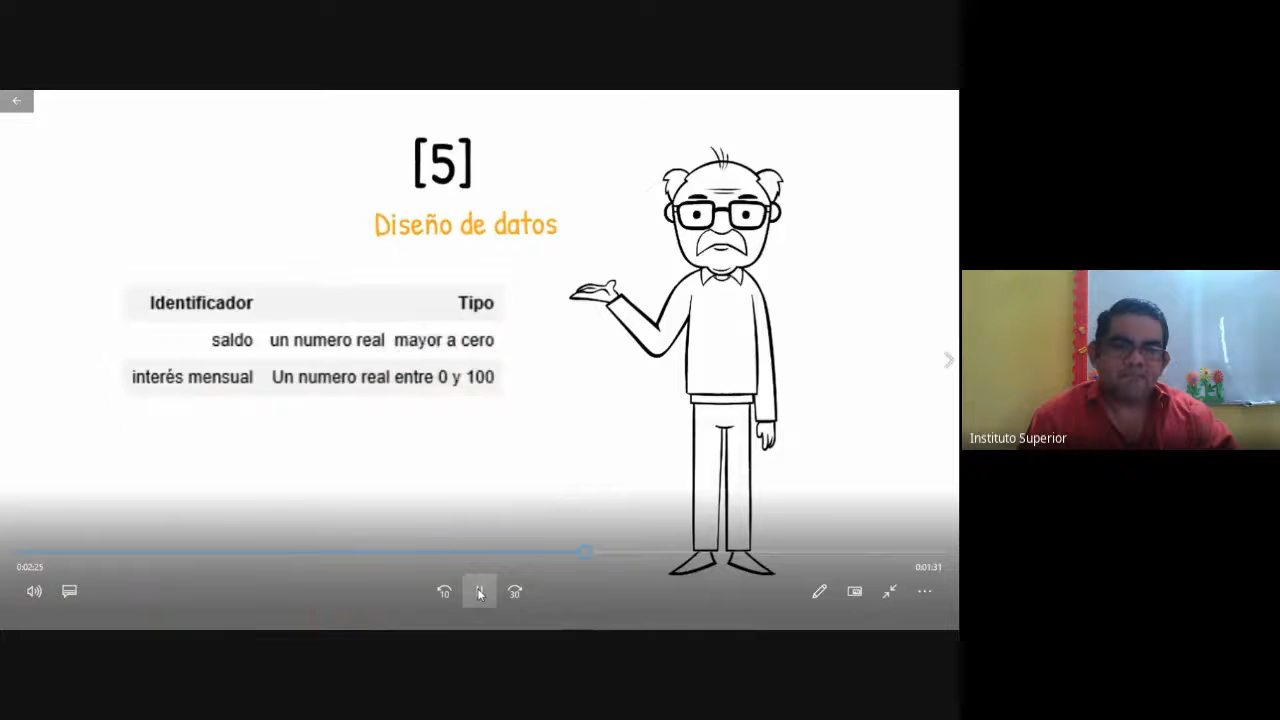 [5]
Diseño de datos
Identificador Tipo
saldo un numero real mayor a cero
interés mensual Un numero real entre 0 y 100
0:02:25 0:01:31
10 30
Instituto Superior